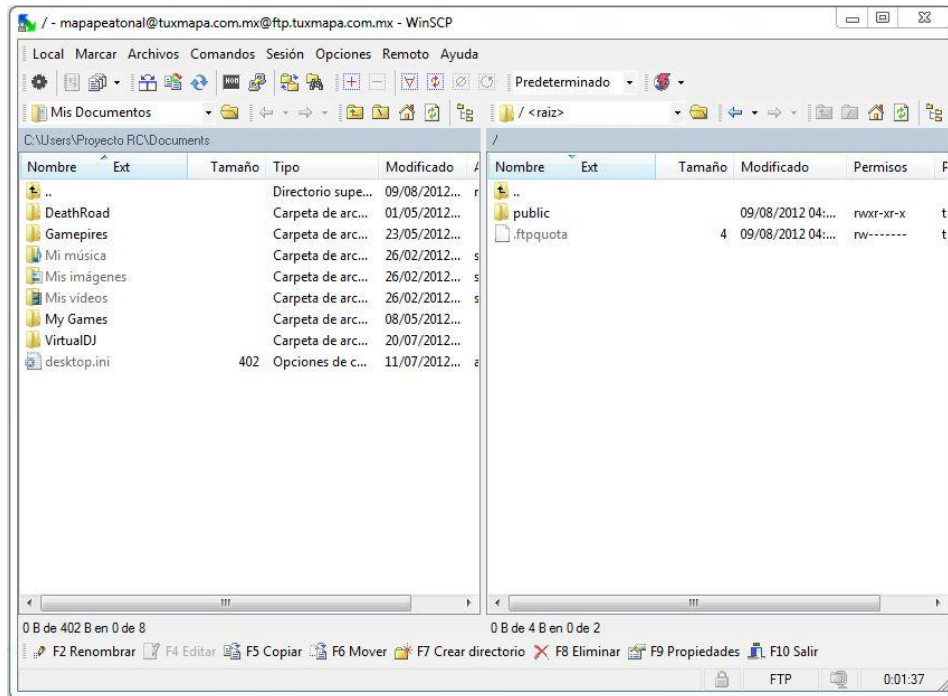 / - mapapeatonal@tuxmapa.com.mx@ftp.tuxmapa.com.mx - WinSCP
Local Marcar Archivos Comandos Sesión Opciones Remoto Ayuda
Predeterminado
Mis Documentos
/ <raiz>
C:\Users\Proyecto RC\Documents
/
Nombre Ext Tamaño Tipo Modificado
Nombre Ext Tamaño Modificado Permisos
.. Directorio supe... 09/08/2012...
..
DeathRoad Carpeta de arc... 01/05/2012...
public 09/08/2012 04:... rwxr-xr-x
Gamepires Carpeta de arc... 23/05/2012...
.ftpquota 4 09/08/2012 04:... rw-------
Mi música Carpeta de arc... 26/02/2012...
Mis imágenes Carpeta de arc... 26/02/2012...
Mis vídeos Carpeta de arc... 26/02/2012...
My Games Carpeta de arc... 08/05/2012...
VirtualDJ Carpeta de arc... 20/07/2012...
desktop.ini 402 Opciones de c... 11/07/2012...
0 B de 402 B en 0 de 8
0 B de 4 B en 0 de 2
F2 Renombrar F4 Editar F5 Copiar F6 Mover F7 Crear directorio F8 Eliminar F9 Propiedades F10 Salir
FTP 0:01:37